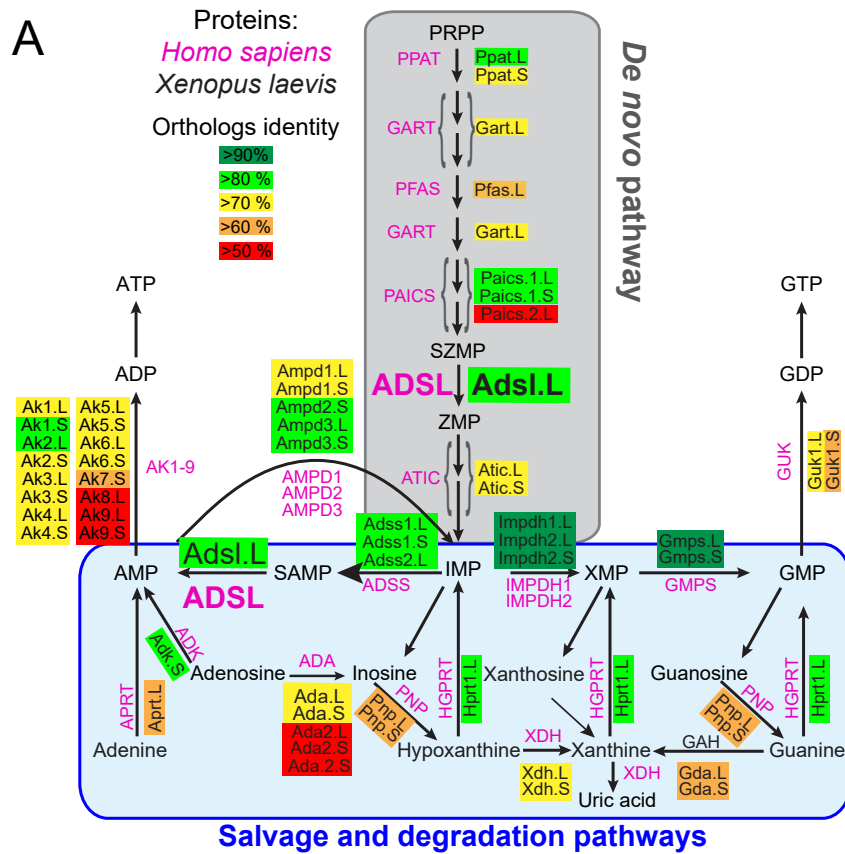 A
Proteins:
Homo sapiens
Xenopus laevis
Orthologs identity
>90%
>80 %
>70 %
>60 %
>50 %
De novo pathway
PRPP
PPAT
Ppat.L
Ppat.S
GART
Gart.L
PFAS
Pfas.L
GART
Gart.L
PAICS
Paics.1.L
Paics.1.S
Paics.2.L
SZMP
ADSL
Adsl.L
ZMP
ATIC
Atic.L
Atic.S
ATP
ADP
AK1-9
Ak1.L
Ak1.S
Ak2.L
Ak2.S
Ak3.L
Ak3.S
Ak4.L
Ak4.S
Ak5.L
Ak5.S
Ak6.L
Ak6.S
Ak7.S
Ak8.L
Ak9.L
Ak9.S
Ampd1.L
Ampd1.S
Ampd2.S
Ampd3.L
Ampd3.S
AMPD1
AMPD2
AMPD3
GTP
GDP
GUK
Guk1.L
Guk1.S
AMP
Adsl.L
ADSL
SAMP
Adss1.L
Adss1.S
Adss2.L
ADSS
IMP
Impdh1.L
Impdh2.L
Impdh2.S
IMPDH1
IMPDH2
XMP
Gmps.L
Gmps.S
GMPS
GMP
ADK
Adk.S
APRT
Aprt.L
Adenine
Adenosine
ADA
Ada.L
Ada.S
Ada2.L
Ada2.S
Ada.2.S
Inosine
PNP
Pnp.L
Pnp.S
HGPRT
Hprt1.L
Hypoxanthine
XDH
Xdh.L
Xdh.S
Xanthosine
HGPRT
Hprt1.L
Xanthine
XDH
Uric acid
GAH
Gda.L
Gda.S
Guanosine
PNP
Pnp.L
Pnp.S
HGPRT
Hprt1.L
Guanine
Salvage and degradation pathways